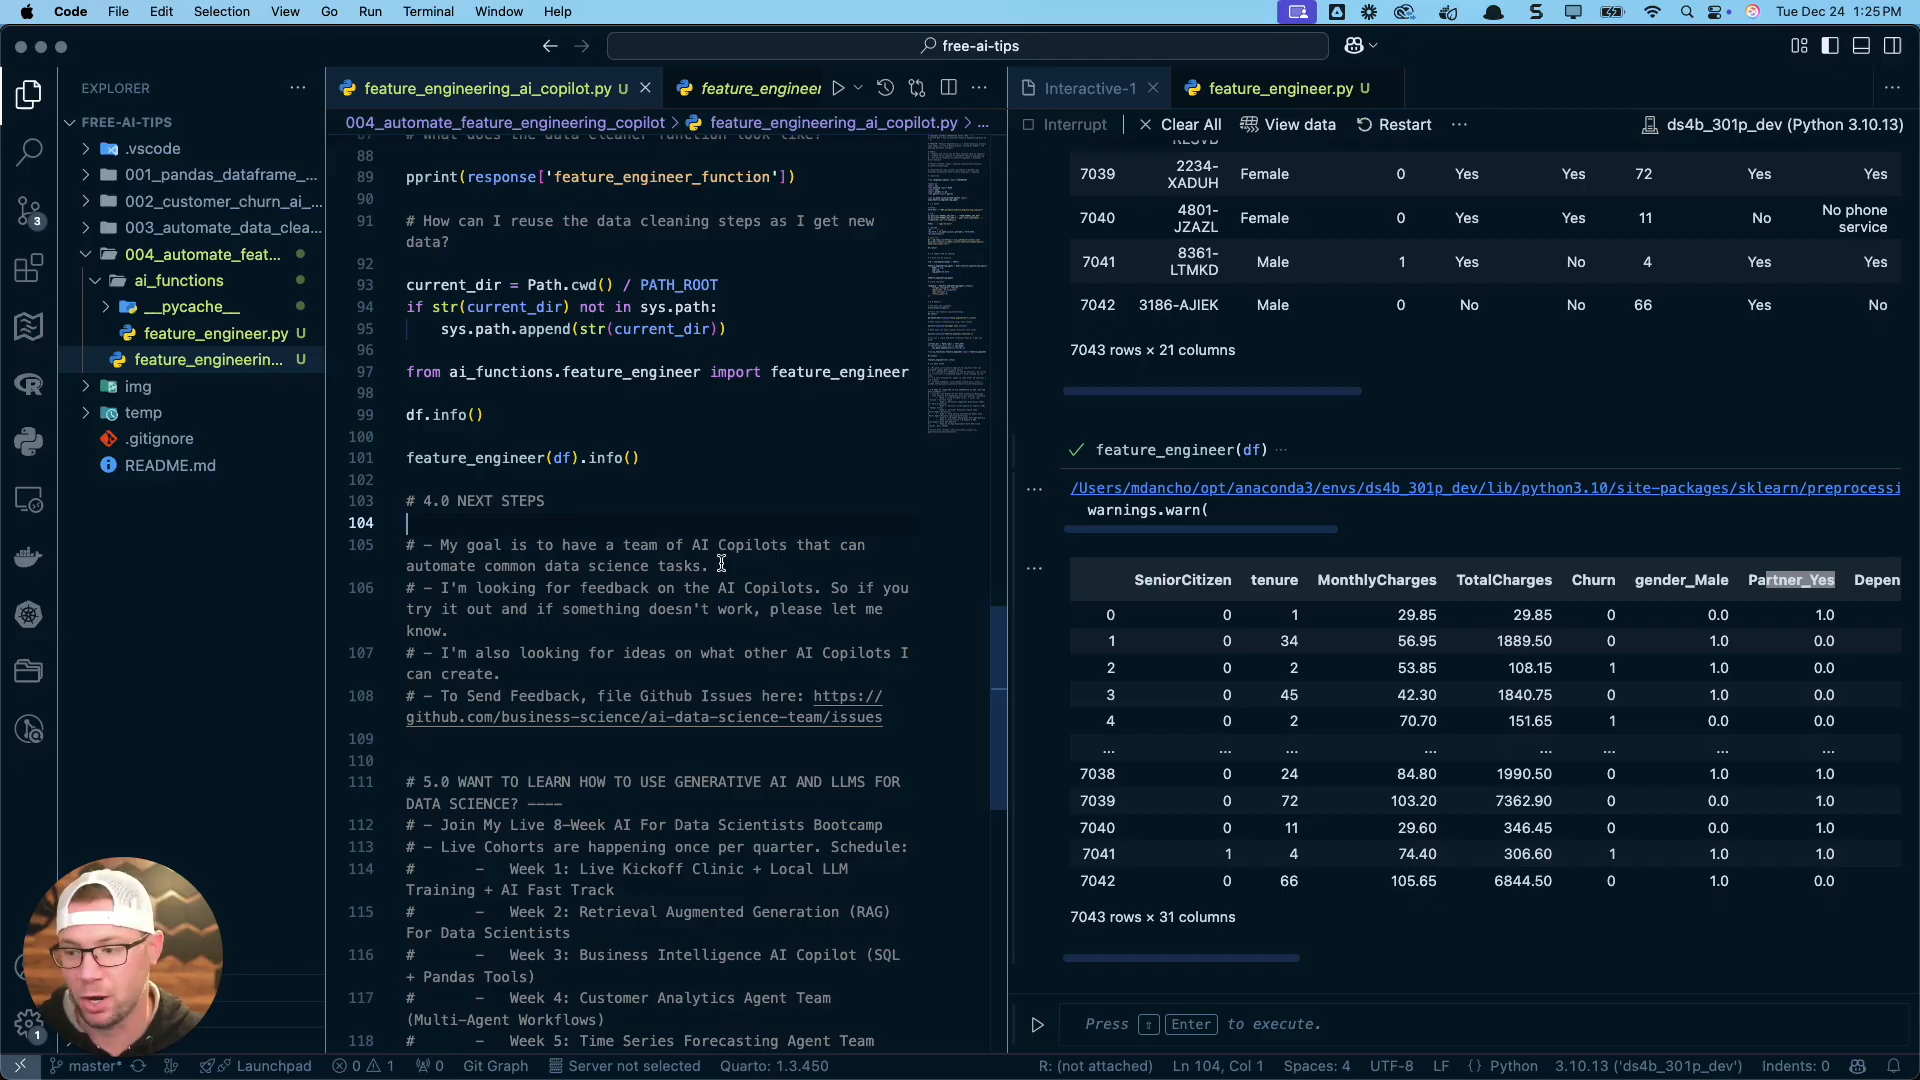 Code File Edit Selection View Go Run Terminal Window Help
Tue Dec 24 1:25 PM
free-ai-tips
EXPLORER
FREE-AI-TIPS
.vscode
001_pandas_dataframe_...
002_customer_churn_ai_...
003_automate_data_clea...
004_automate_feat...
ai_functions
__pycache__
feature_engineer.py U
feature_engineerin... U
img
temp
.gitignore
README.md
3
1
feature_engineering_ai_copilot.py U
feature_engineer
004_automate_feature_engineering_copilot > feature_engineering_ai_copilot.py > ...
87 # What does the data cleaner function look like?
88
89 pprint(response['feature_engineer_function'])
90
91 # How can I reuse the data cleaning steps as I get new
data?
92
93 current_dir = Path.cwd() / PATH_ROOT
94 if str(current_dir) not in sys.path:
95 sys.path.append(str(current_dir))
96
97 from ai_functions.feature_engineer import feature_engineer
98
99 df.info()
100
101 feature_engineer(df).info()
102
103 # 4.0 NEXT STEPS
104
105 # - My goal is to have a team of AI Copilots that can
automate common data science tasks.
106 # - I'm looking for feedback on the AI Copilots. So if you
try it out and if something doesn't work, please let me
know.
107 # - I'm also looking for ideas on what other AI Copilots I
can create.
108 # - To Send Feedback, file Github Issues here: https://
github.com/business-science/ai-data-science-team/issues
109
110
111 # 5.0 WANT TO LEARN HOW TO USE GENERATIVE AI AND LLMS FOR
DATA SCIENCE? ----
112 # - Join My Live 8-Week AI For Data Scientists Bootcamp
113 # - Live Cohorts are happening once per quarter. Schedule:
114 # - Week 1: Live Kickoff Clinic + Local LLM
Training + AI Fast Track
115 # - Week 2: Retrieval Augmented Generation (RAG)
For Data Scientists
116 # - Week 3: Business Intelligence AI Copilot (SQL
+ Pandas Tools)
117 # - Week 4: Customer Analytics Agent Team
(Multi-Agent Workflows)
118 # - Week 5: Time Series Forecasting Agent Team
Interactive-1
feature_engineer.py U
Interrupt Clear All View data Restart ... ds4b_301p_dev (Python 3.10.13)
7039 2234-XADUH Female 0 Yes Yes 72 Yes Yes
7040 4801-JZAZL Female 0 Yes Yes 11 No No phone service
7041 8361-LTMKD Male 1 Yes No 4 Yes Yes
7042 3186-AJIEK Male 0 No No 66 Yes No
7043 rows × 21 columns
feature_engineer(df) ...
/Users/mdancho/opt/anaconda3/envs/ds4b_301p_dev/lib/python3.10/site-packages/sklearn/preprocessi
warnings.warn(
SeniorCitizen tenure MonthlyCharges TotalCharges Churn gender_Male Partner_Yes Depen
0 0 1 29.85 29.85 0 0.0 1.0
1 0 34 56.95 1889.50 0 1.0 0.0
2 0 2 53.85 108.15 1 1.0 0.0
3 0 45 42.30 1840.75 0 1.0 0.0
4 0 2 70.70 151.65 1 0.0 0.0
... ... ... ... ... ... ... ...
7038 0 24 84.80 1990.50 0 1.0 1.0
7039 0 72 103.20 7362.90 0 0.0 1.0
7040 0 11 29.60 346.45 0 0.0 1.0
7041 1 4 74.40 306.60 1 1.0 1.0
7042 0 66 105.65 6844.50 0 1.0 0.0
7043 rows × 31 columns
Press ⇧ Enter to execute.
master* Launchpad 0 1 0 Git Graph Server not selected Quarto: 1.3.450 R: (not attached) Ln 104, Col 1 Spaces: 4 UTF-8 LF {} Python 3.10.13 ('ds4b_301p_dev') Indents: 0